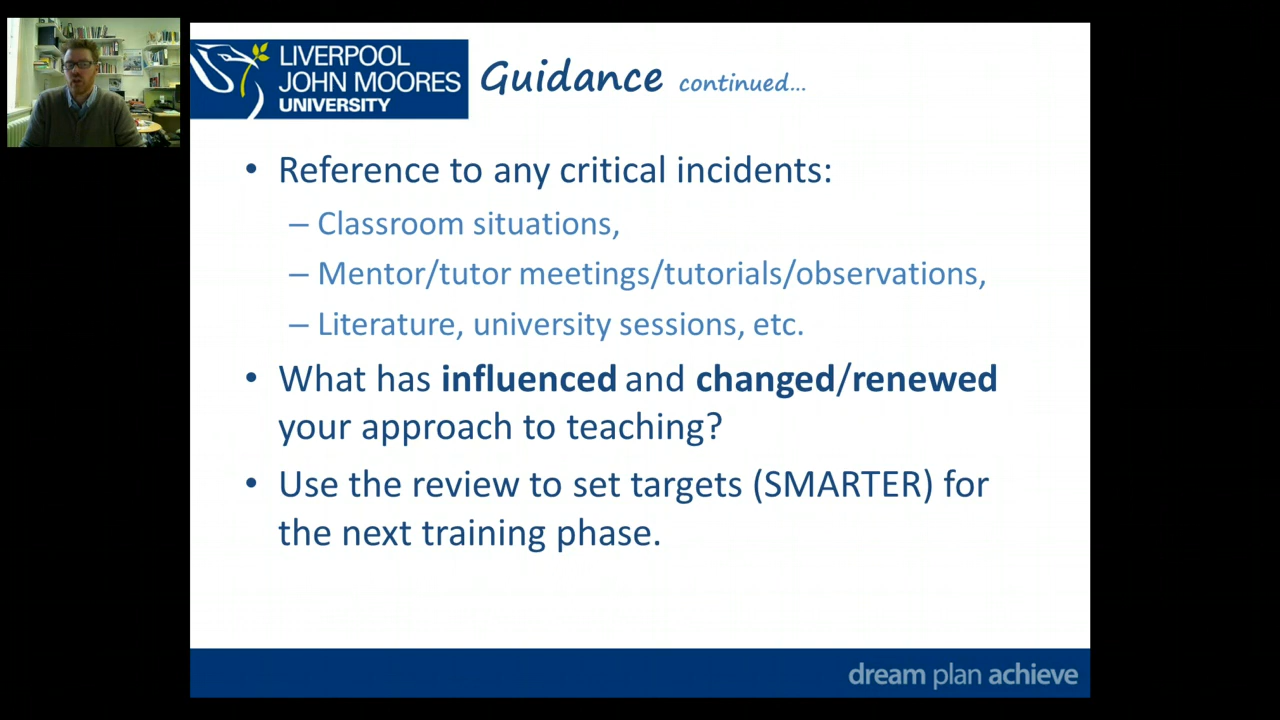 LIVERPOOL
JOHN MOORES
UNIVERSITY
Guidance continued...
• Reference to any critical incidents:
– Classroom situations,
– Mentor/tutor meetings/tutorials/observations,
– Literature, university sessions, etc.
• What has influenced and changed/renewed
your approach to teaching?
• Use the review to set targets (SMARTER) for
the next training phase.
dream plan achieve